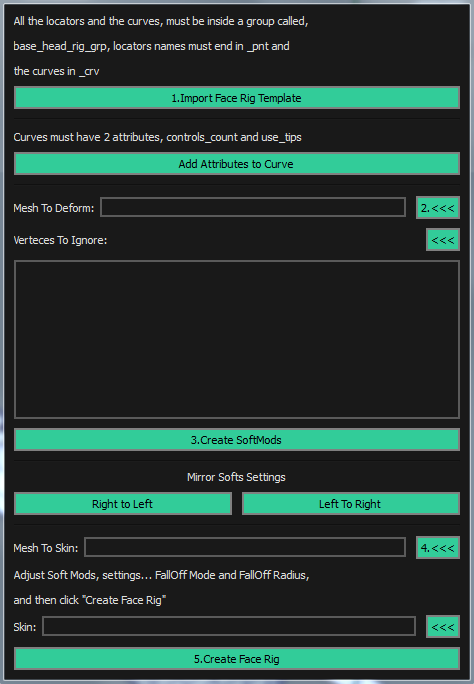 All the locators and the curves, must be inside a group called,
base_head_rig_grp, locators names must end in _pnt and
the curves in _crv
1.Import Face Rig Template
Curves must have 2 attributes, controls_count and use_tips
Add Attributes to Curve
Mesh To Deform: 2.<<<
Verteces To Ignore: <<<
3.Create SoftMods
Mirror Softs Settings
Right to Left Left To Right
Mesh To Skin: 4.<<<
Adjust Soft Mods, settings... FallOff Mode and FallOff Radius,
and then click "Create Face Rig"
Skin: <<<
5.Create Face Rig